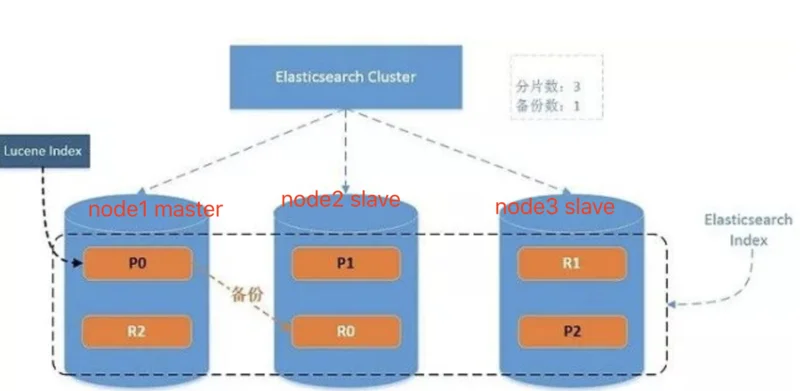 Elasticsearch Cluster
分片数：3
备份数：1
Lucene Index
node1 master
node2 slave
node3 slave
Elasticsearch
Index
P0
P1
R1
备份
R2
R0
P2